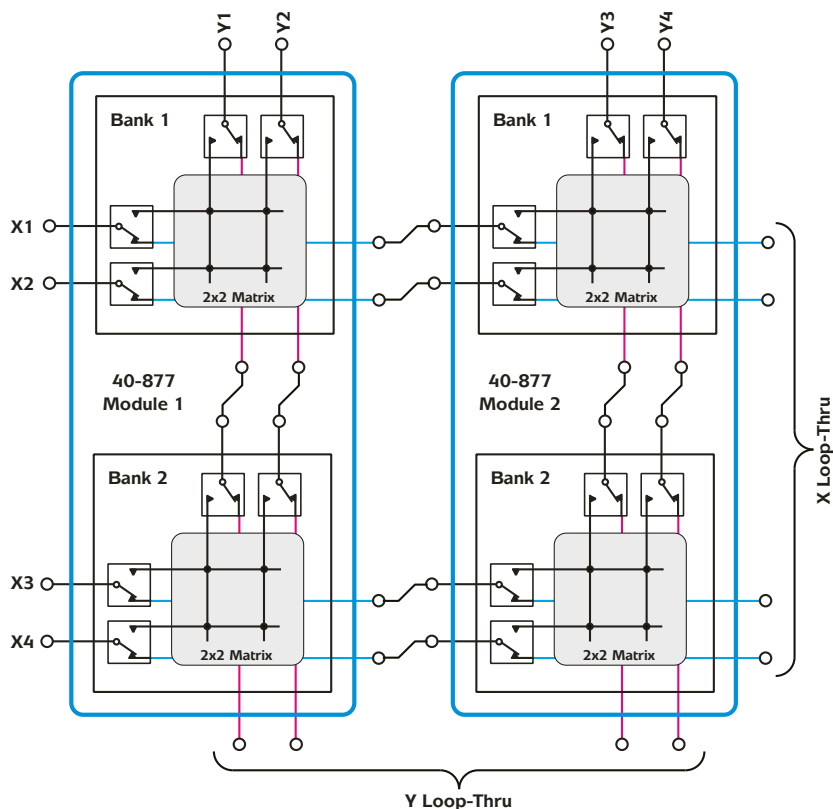 Y1
Y2
Y3
Y4
Bank 1
Bank 1
X1
X2
2x2 Matrix
2x2 Matrix
40-877
Module 1
40-877
Module 2
X Loop-Thru
Bank 2
Bank 2
X3
X4
2x2 Matrix
2x2 Matrix
Y Loop-Thru